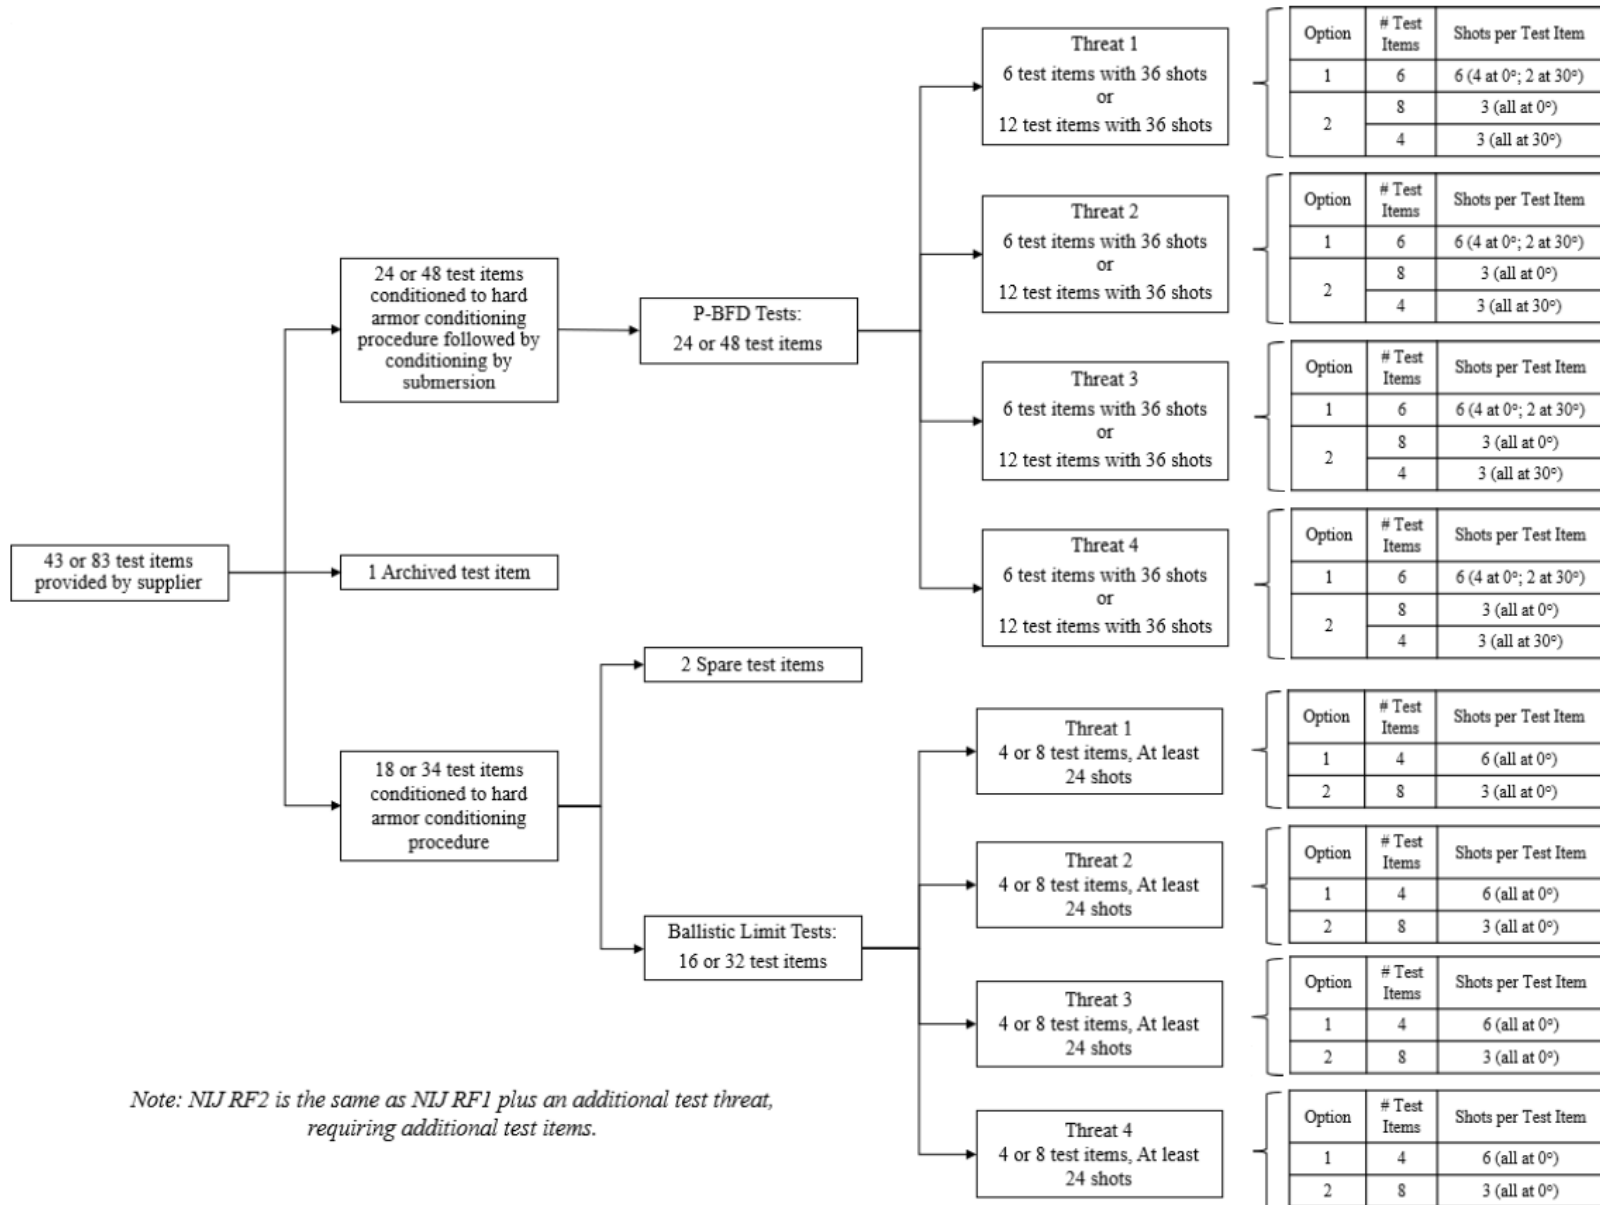 43 or 83 test items
provided by supplier
24 or 48 test items
conditioned to hard
armor conditioning
procedure followed by
conditioning by
submersion
1 Archived test item
18 or 34 test items
conditioned to hard
armor conditioning
procedure
P-BFD Tests:
24 or 48 test items
2 Spare test items
Ballistic Limit Tests:
16 or 32 test items
Threat 1
6 test items with 36 shots
or
12 test items with 36 shots
Option # Test Items Shots per Test Item
1 6 6 (4 at 0°; 2 at 30°)
2 8 3 (all at 0°)
4 3 (all at 30°)
Threat 2
6 test items with 36 shots
or
12 test items with 36 shots
Option # Test Items Shots per Test Item
1 6 6 (4 at 0°; 2 at 30°)
2 8 3 (all at 0°)
4 3 (all at 30°)
Threat 3
6 test items with 36 shots
or
12 test items with 36 shots
Option # Test Items Shots per Test Item
1 6 6 (4 at 0°; 2 at 30°)
2 8 3 (all at 0°)
4 3 (all at 30°)
Threat 4
6 test items with 36 shots
or
12 test items with 36 shots
Option # Test Items Shots per Test Item
1 6 6 (4 at 0°; 2 at 30°)
2 8 3 (all at 0°)
4 3 (all at 30°)
Threat 1
4 or 8 test items, At least
24 shots
Option # Test Items Shots per Test Item
1 4 6 (all at 0°)
2 8 3 (all at 0°)
Threat 2
4 or 8 test items, At least
24 shots
Option # Test Items Shots per Test Item
1 4 6 (all at 0°)
2 8 3 (all at 0°)
Threat 3
4 or 8 test items, At least
24 shots
Option # Test Items Shots per Test Item
1 4 6 (all at 0°)
2 8 3 (all at 0°)
Threat 4
4 or 8 test items, At least
24 shots
Option # Test Items Shots per Test Item
1 4 6 (all at 0°)
2 8 3 (all at 0°)
Note: NIJ RF2 is the same as NIJ RF1 plus an additional test threat,
requiring additional test items.